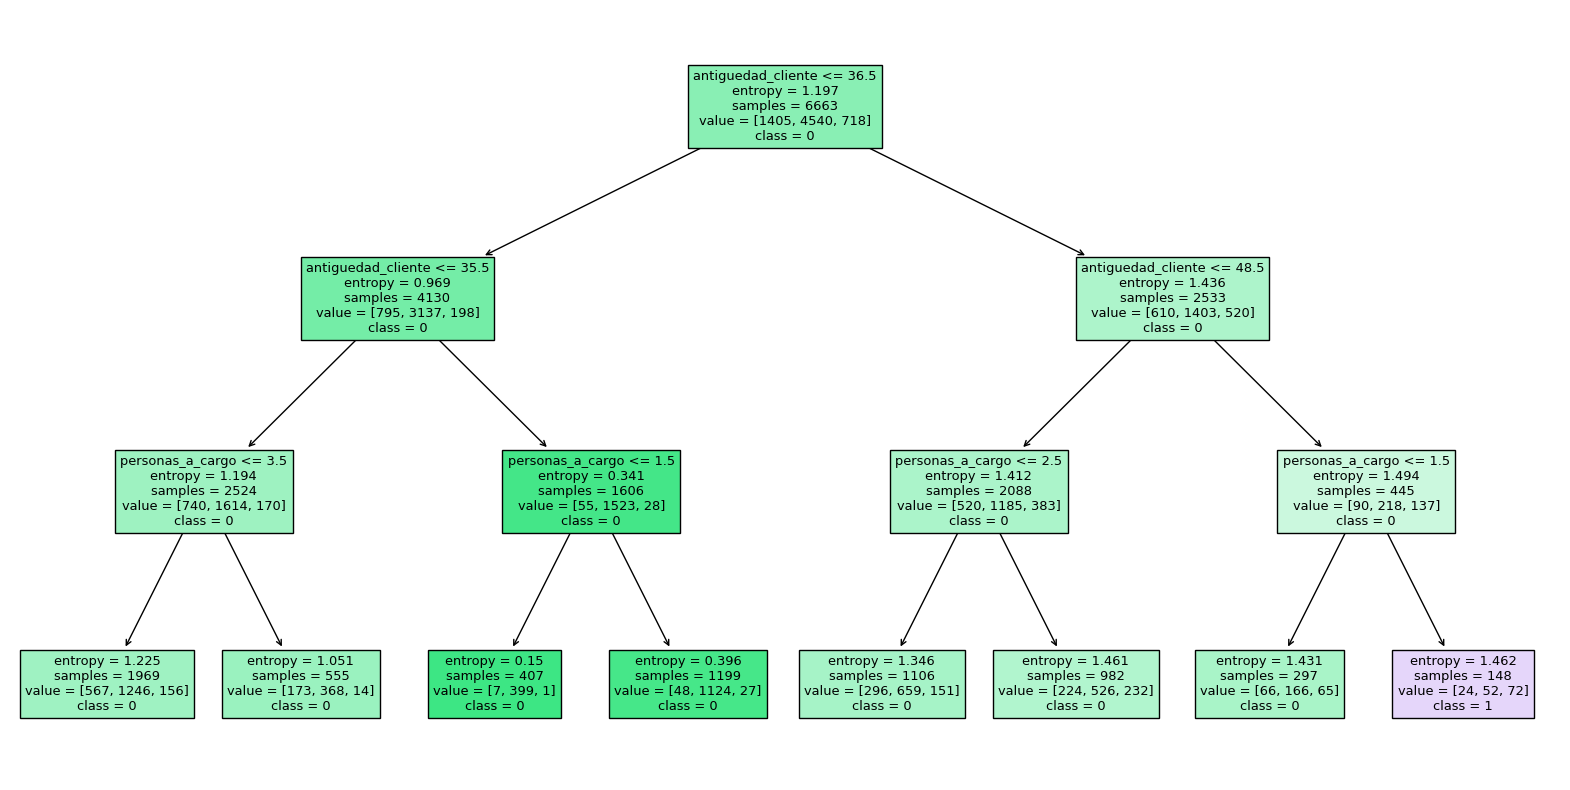 antiguedad_cliente <= 36.5
entropy = 1.197
samples = 6663
value = [1405, 4540, 718]
class = 0
antiguedad_cliente <= 35.5
entropy = 0.969
samples = 4130
value = [795, 3137, 198]
class = 0
antiguedad_cliente <= 48.5
entropy = 1.436
samples = 2533
value = [610, 1403, 520]
class = 0
personas_a_cargo <= 3.5
entropy = 1.194
samples = 2524
value = [740, 1614, 170]
class = 0
personas_a_cargo <= 1.5
entropy = 0.341
samples = 1606
value = [55, 1523, 28]
class = 0
personas_a_cargo <= 2.5
entropy = 1.412
samples = 2088
value = [520, 1185, 383]
class = 0
personas_a_cargo <= 1.5
entropy = 1.494
samples = 445
value = [90, 218, 137]
class = 0
entropy = 1.225
samples = 1969
value = [567, 1246, 156]
class = 0
entropy = 1.051
samples = 555
value = [173, 368, 14]
class = 0
entropy = 0.15
samples = 407
value = [7, 399, 1]
class = 0
entropy = 0.396
samples = 1199
value = [48, 1124, 27]
class = 0
entropy = 1.346
samples = 1106
value = [296, 659, 151]
class = 0
entropy = 1.461
samples = 982
value = [224, 526, 232]
class = 0
entropy = 1.431
samples = 297
value = [66, 166, 65]
class = 0
entropy = 1.462
samples = 148
value = [24, 52, 72]
class = 1